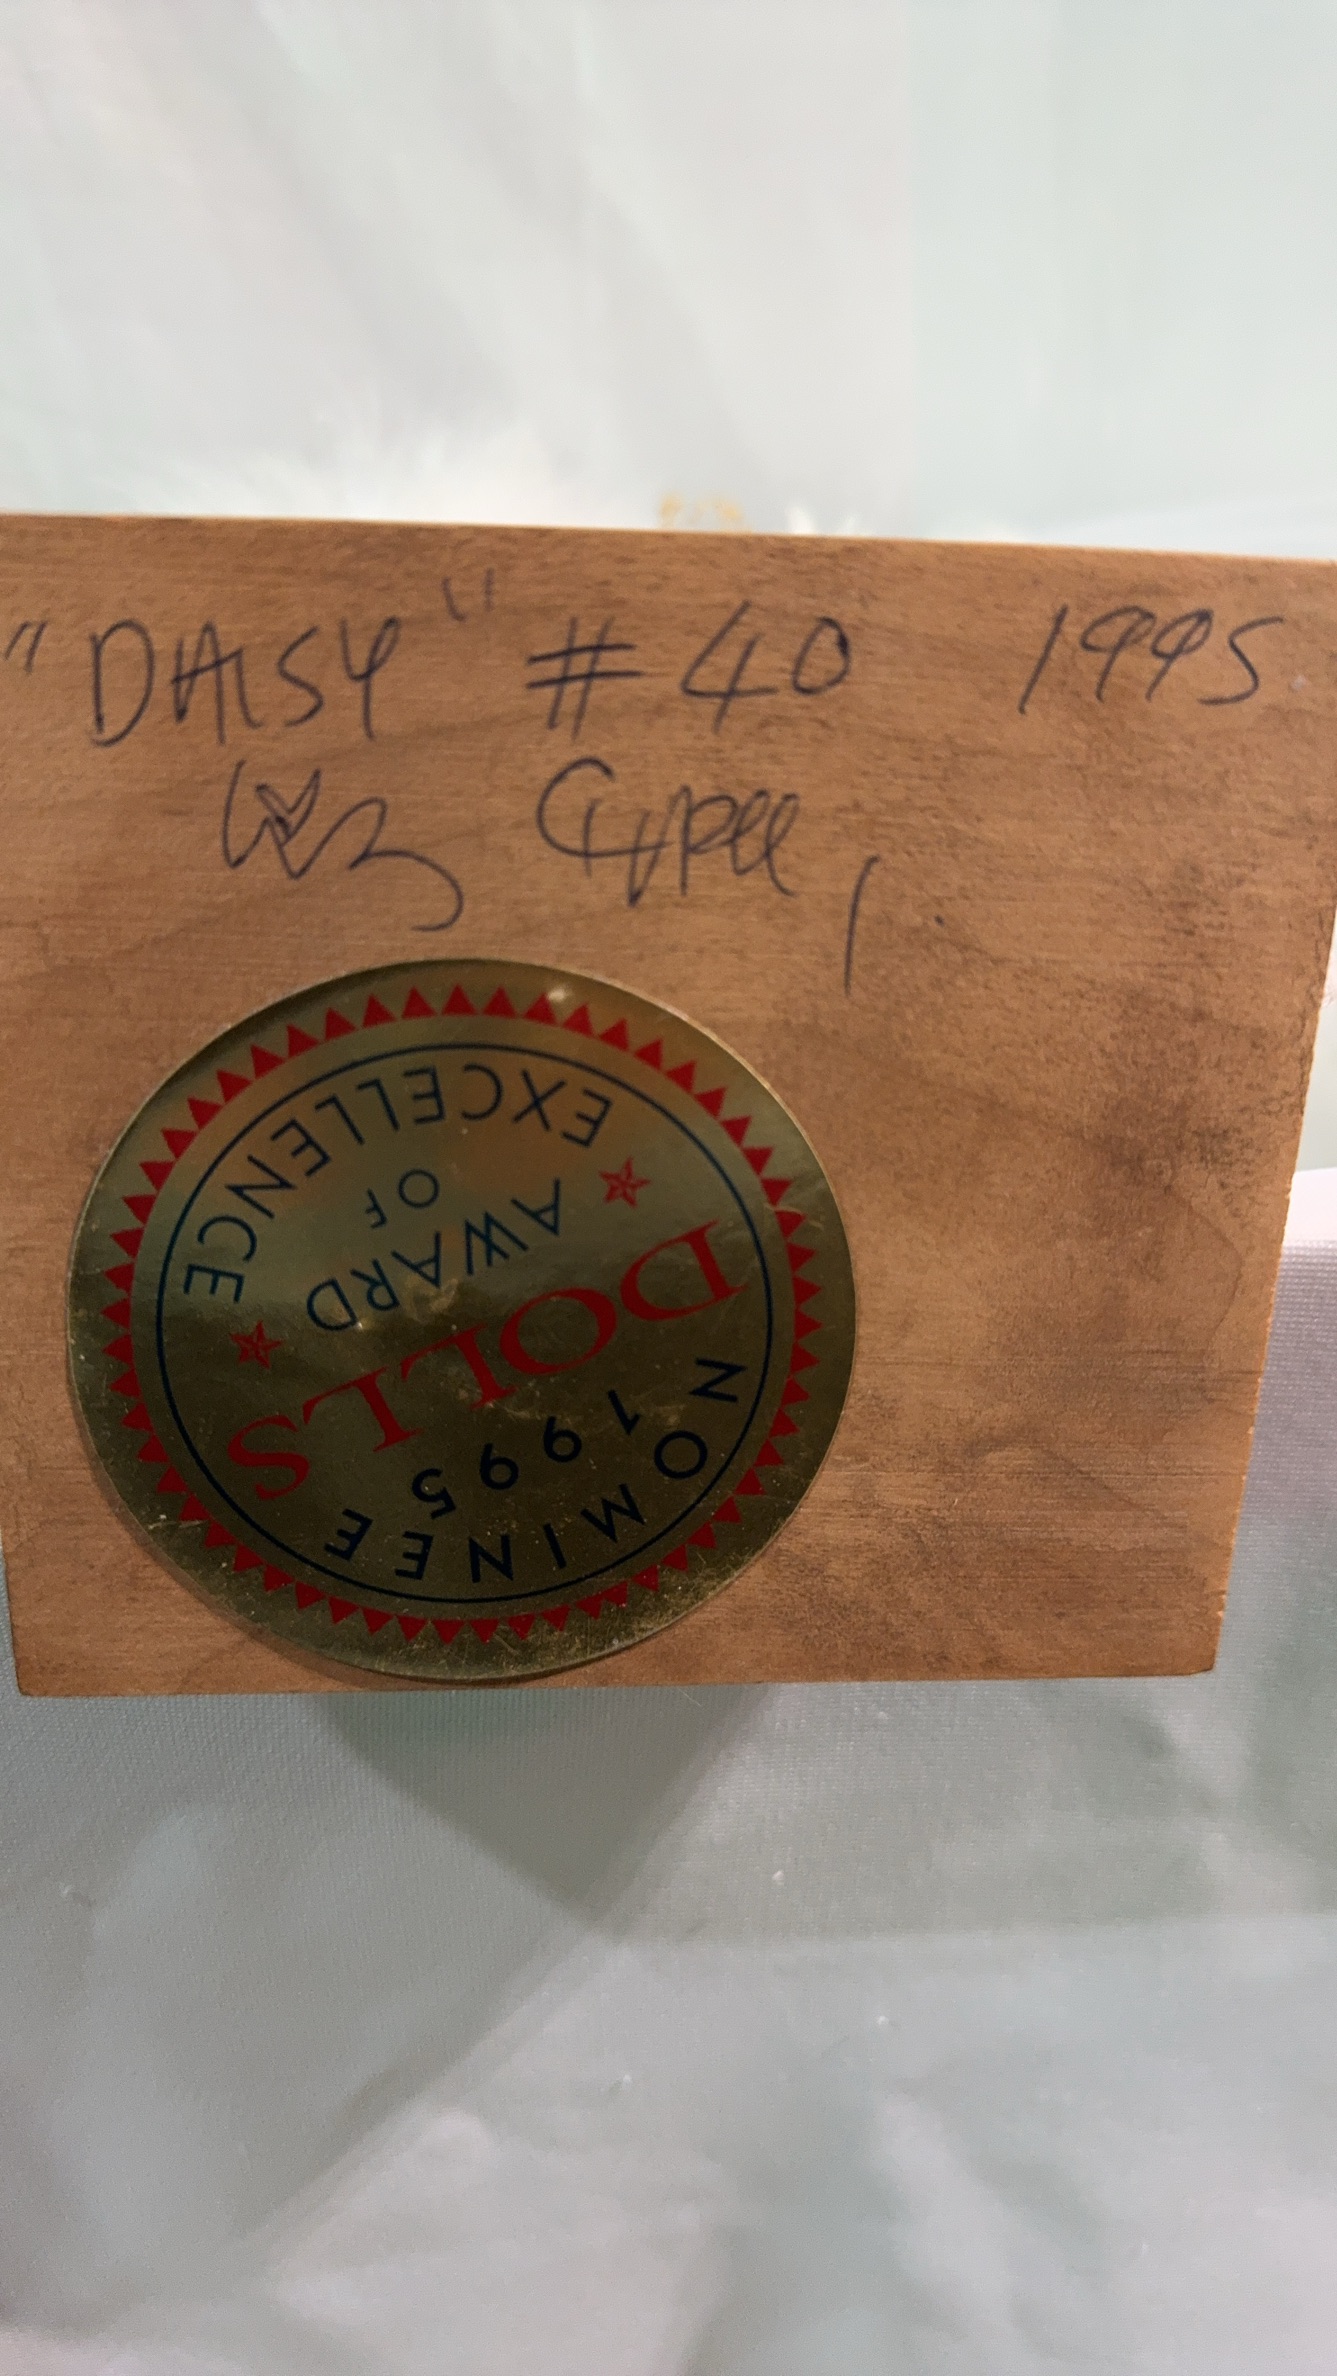 "DAISY" #40 1995
NOMINEE
1995
DOLLS
AWARD
OF
EXCELLENCE